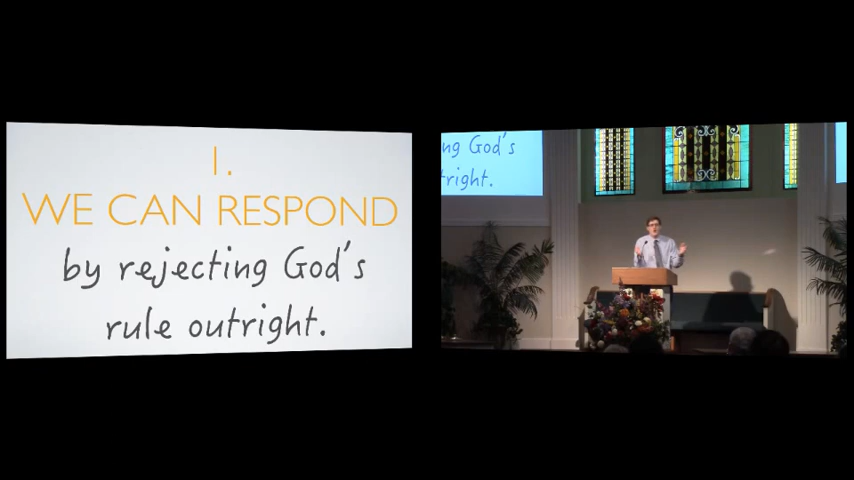 1.
WE CAN RESPOND
by rejecting God's
rule outright.
ng God's
tright.